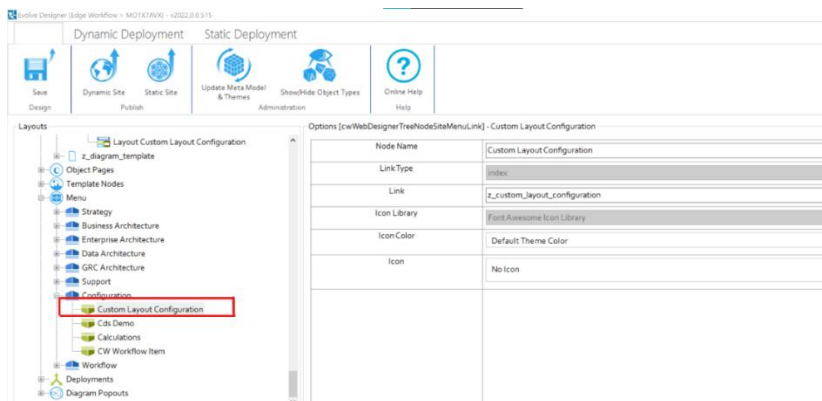 Evolve Designer (Edge Workflow > MO1X7AVX) - v2022.0.0.515
Dynamic Deployment Static Deployment
Save
Dynamic Site
Static Site
Update Meta Model
& Themes
Show/Hide Object Types
Online Help
Design
Publish
Administration
Help
Layouts
Layout Custom Layout Configuration
z_diagram_template
Object Pages
Template Nodes
Menu
Strategy
Business Architecture
Enterprise Architecture
Data Architecture
GRC Architecture
Support
Configuration
Custom Layout Configuration
Cds Demo
Calculations
CW Workflow Item
Workflow
Deployments
Diagram Popouts
Options [cwWebDesignerTreeNodeSiteMenuLink] - Custom Layout Configuration
Node Name
Custom Layout Configuration
Link Type
index
Link
z_custom_layout_configuration
Icon Library
Font Awesome Icon Library
Icon Color
Default Theme Color
Icon
No Icon